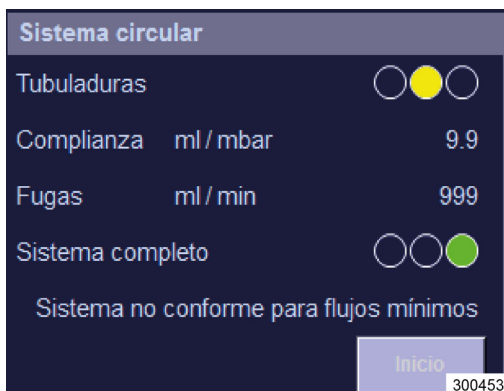 Sistema circular
Tubuladuras
Complianza ml / mbar 9.9
Fugas ml / min 999
Sistema completo
Sistema no conforme para flujos mínimos
Inicio
300453